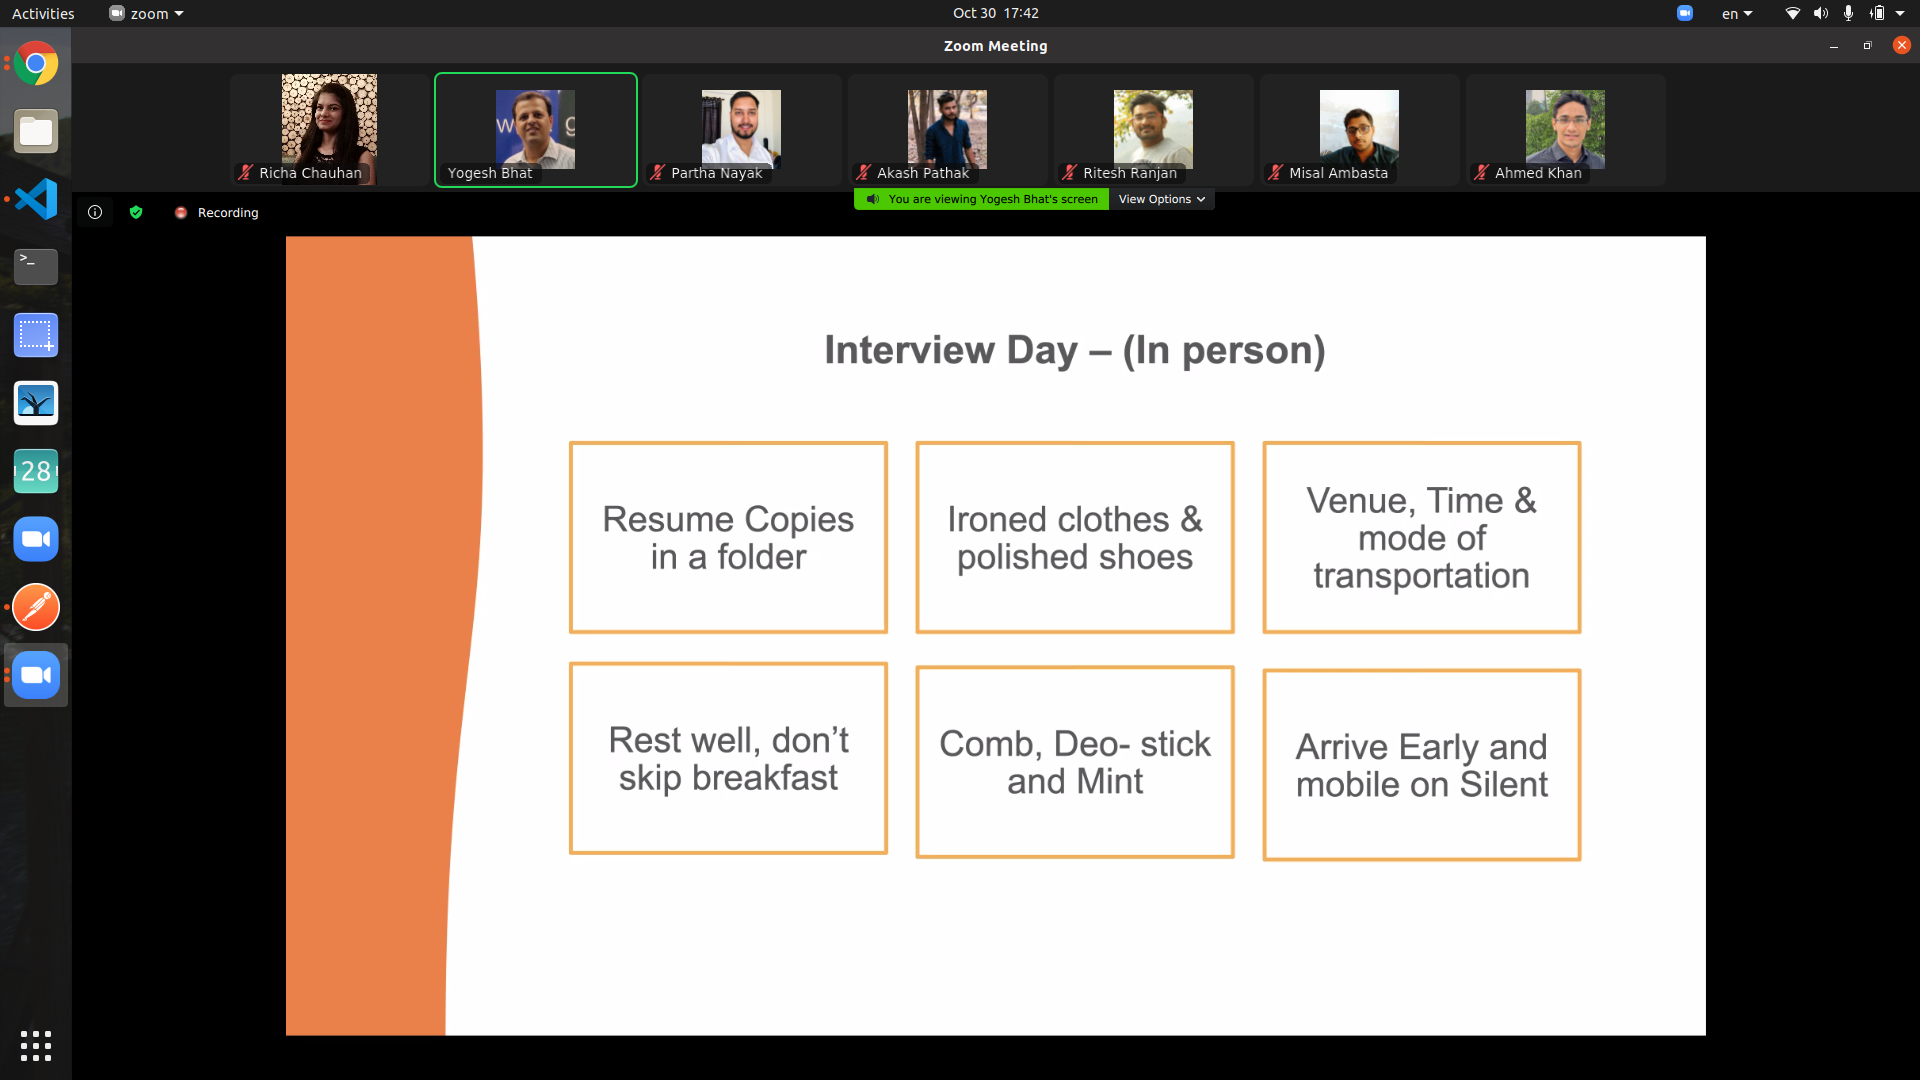 Activities
zoom
Oct 30 17:42
en
Zoom Meeting
Richa Chauhan
Yogesh Bhat
Partha Nayak
Akash Pathak
Ritesh Ranjan
Misal Ambasta
Ahmed Khan
Recording
You are viewing Yogesh Bhat's screen
View Options
Interview Day – (In person)
Resume Copies
in a folder
Ironed clothes &
polished shoes
Venue, Time &
mode of
transportation
Rest well, don’t
skip breakfast
Comb, Deo- stick
and Mint
Arrive Early and
mobile on Silent
>_
28